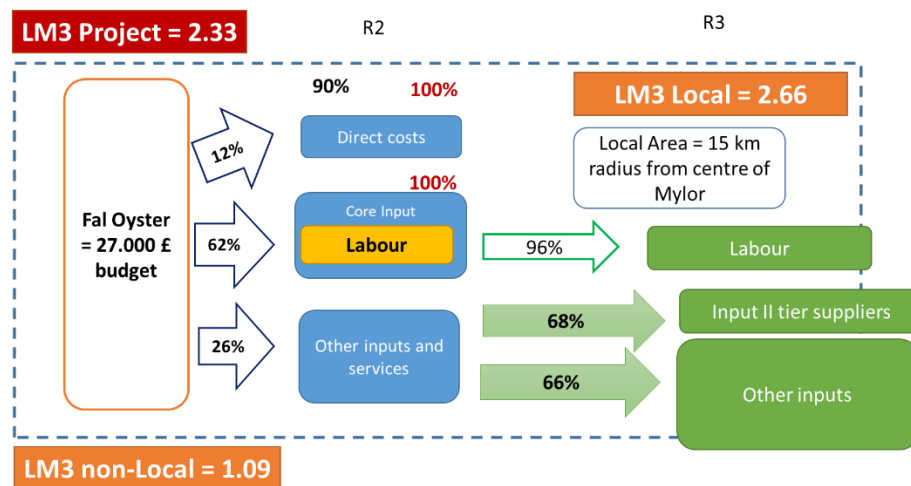 LM3 Project = 2.33
R2
R3
90%
100%
LM3 Local = 2.66
12%
Direct costs
Local Area = 15 km
radius from centre of
Mylor
100%
Fal Oyster
= 27.000 £
budget
62%
Core Input
Labour
96%
Labour
26%
Other inputs and
services
68%
Input II tier suppliers
66%
Other inputs
LM3 non-Local = 1.09